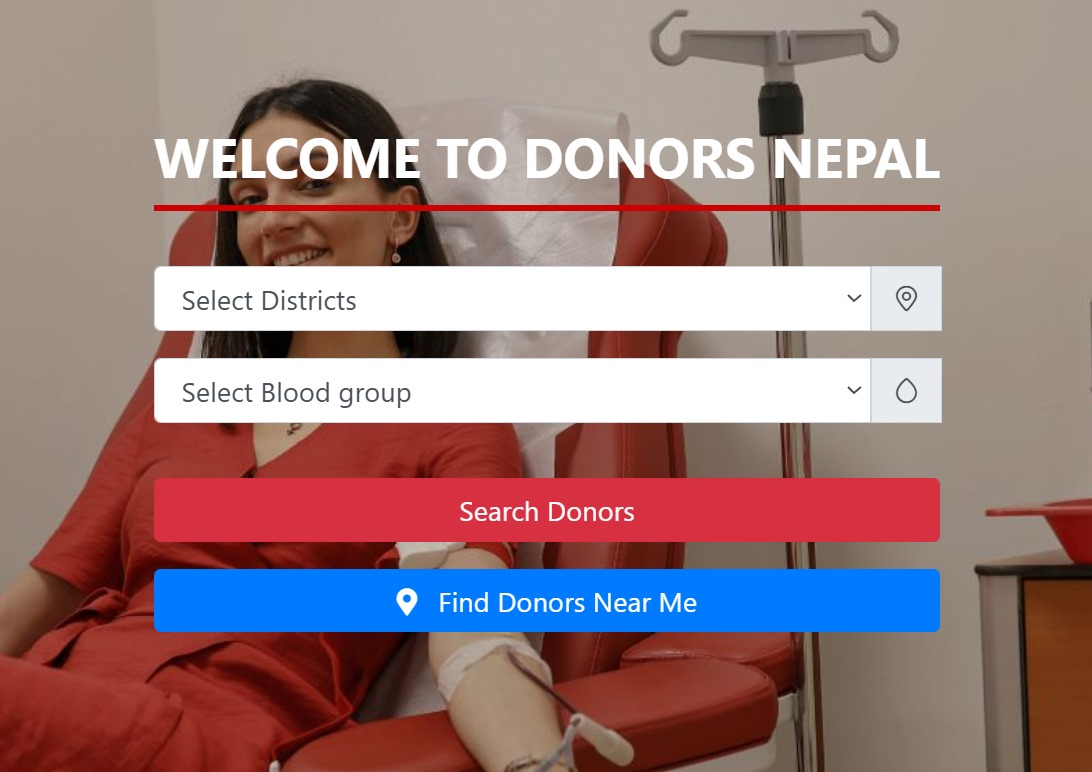 WELCOME TO DONORS NEPAL
Select Districts
Select Blood group
Search Donors
Find Donors Near Me